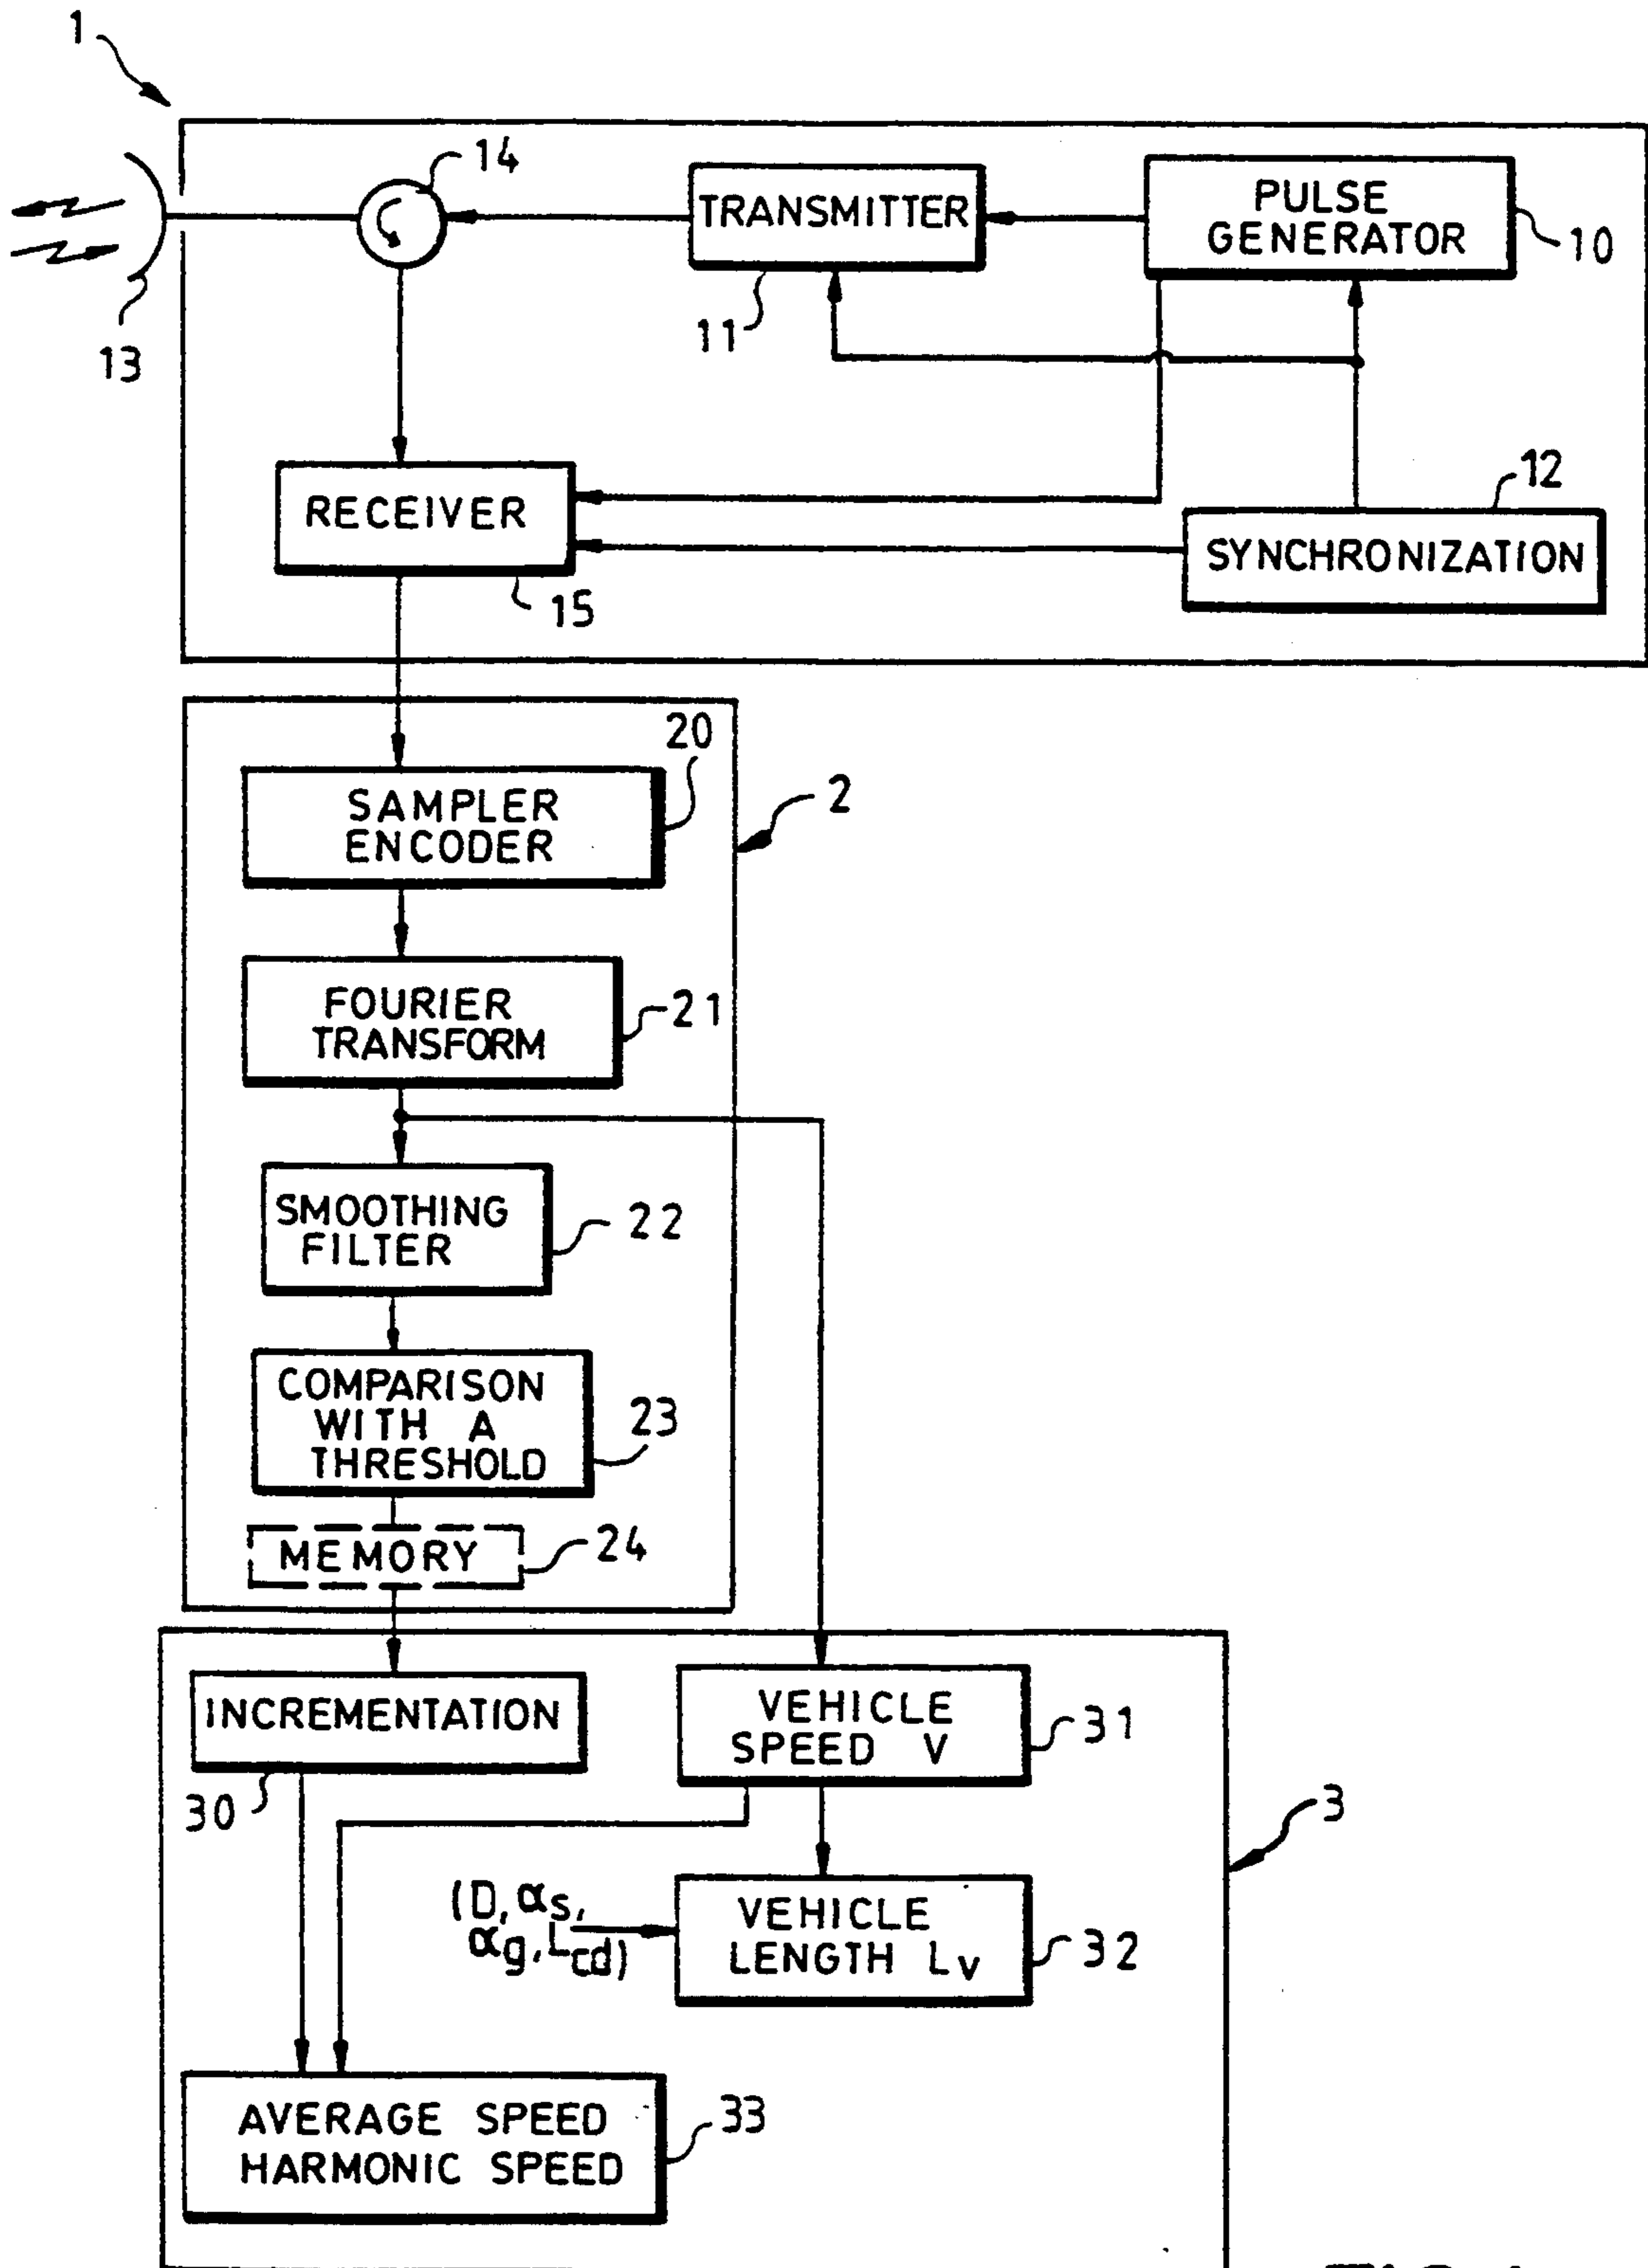 1
14
TRANSMITTER
PULSE
GENERATOR
10
11
13
12
RECEIVER
SYNCHRONIZATION
15
20
SAMPLER
ENCODER
2
FOURIER
TRANSFORM
21
SMOOTHING
FILTER
22
COMPARISON
WITH A
THRESHOLD
23
MEMORY
24
INCREMENTATION
VEHICLE
SPEED V
31
30
3
(D, αs,
αg, Lcd)
VEHICLE
LENGTH Lv
32
AVERAGE SPEED
HARMONIC SPEED
33